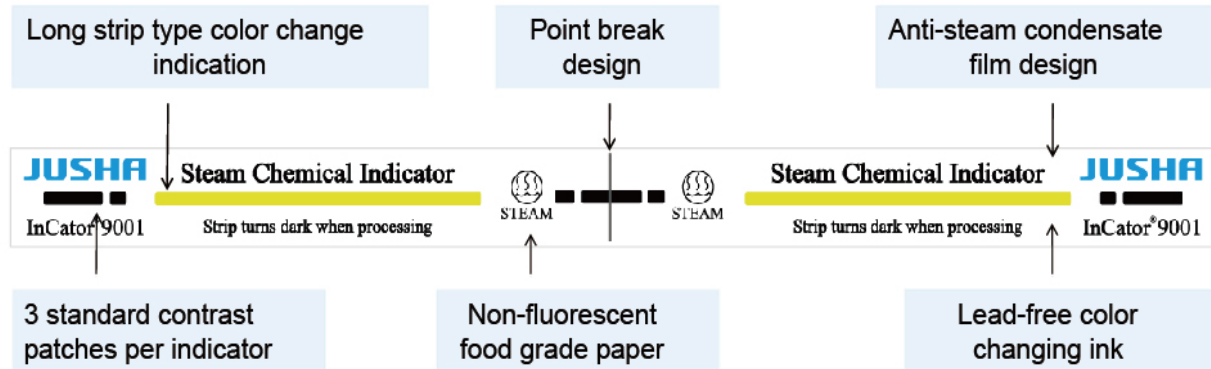 Long strip type color change
indication
Point break
design
Anti-steam condensate
film design
JUSHA
Steam Chemical Indicator
Steam Chemical Indicator
JUSHA
STEAM
STEAM
InCator®9001
Strip turns dark when processing
Strip turns dark when processing
InCator®9001
3 standard contrast
patches per indicator
Non-fluorescent
food grade paper
Lead-free color
changing ink